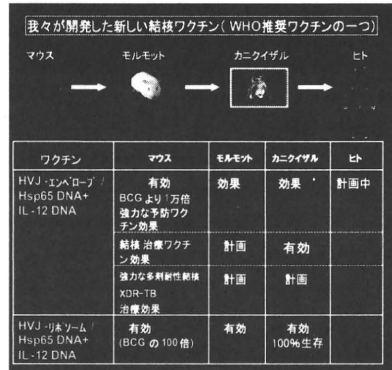 我々が開発した新しい結核ワクチン( WHO推奨ワクチンの一つ)
マウス モルモット カニクイザル ヒト
ワクチン マウス モルモット カニクイザル ヒト
HVJ -エンベロープ/ 有効 効果 効果 計画中
Hsp65 DNA+ BCG より1万倍
IL -12 DNA 強力な予防ワク
チン効果
結核 治療ワクチ 計画 有効
ン効果
強力な多剤耐性結核 計画 計画
XDR-TB
治療効果
HVJ -リポソーム / 有効 有効 有効
Hsp65 DNA+ (BCG の100倍) 100%生存
IL -12 DNA